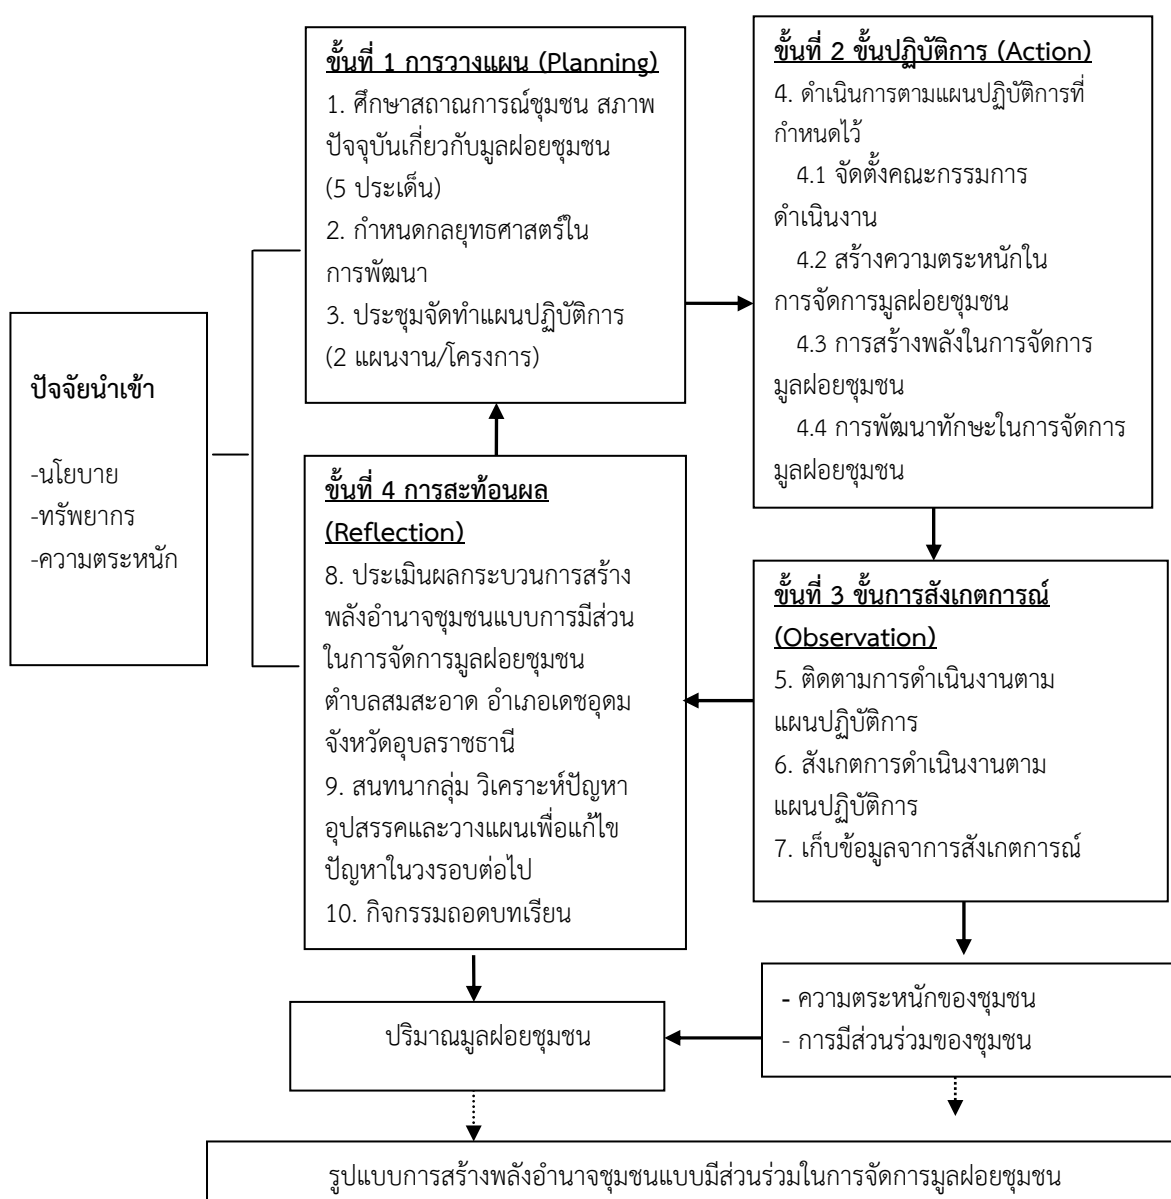 ปัจจัยนำเข้า
-นโยบาย
-ทรัพยากร
-ความตระหนัก
ขั้นที่ 1 การวางแผน (Planning)
1. ศึกษาสถาณการณ์ชุมชน สภาพ
ปัจจุบันเกี่ยวกับมูลฝอยชุมชน
(5 ประเด็น)
2. กำหนดกลยุทธศาสตร์ใน
การพัฒนา
3. ประชุมจัดทำแผนปฏิบัติการ
(2 แผนงาน/โครงการ)
ขั้นที่ 2 ขั้นปฏิบัติการ (Action)
4. ดำเนินการตามแผนปฏิบัติการที่
กำหนดไว้
4.1 จัดตั้งคณะกรรมการ
ดำเนินงาน
4.2 สร้างความตระหนักใน
การจัดการมูลฝอยชุมชน
4.3 การสร้างพลังในการจัดการ
มูลฝอยชุมชน
4.4 การพัฒนาทักษะในการจัดการ
มูลฝอยชุมชน
ขั้นที่ 3 ขั้นการสังเกตการณ์
(Observation)
5. ติดตามการดำเนินงานตาม
แผนปฏิบัติการ
6. สังเกตการดำเนินงานตาม
แผนปฏิบัติการ
7. เก็บข้อมูลจาการสังเกตการณ์
ขั้นที่ 4 การสะท้อนผล
(Reflection)
8. ประเมินผลกระบวนการสร้าง
พลังอำนาจชุมชนแบบการมีส่วน
ในการจัดการมูลฝอยชุมชน
ตำบลสมสะอาด อำเภอเดชอุดม
จังหวัดอุบลราชธานี
9. สนทนากลุ่ม วิเคราะห์ปัญหา
อุปสรรคและวางแผนเพื่อแก้ไข
ปัญหาในวงรอบต่อไป
10. กิจกรรมถอดบทเรียน
- ความตระหนักของชุมชน
- การมีส่วนร่วมของชุมชน
ปริมาณมูลฝอยชุมชน
รูปแบบการสร้างพลังอำนาจชุมชนแบบมีส่วนร่วมในการจัดการมูลฝอยชุมชน